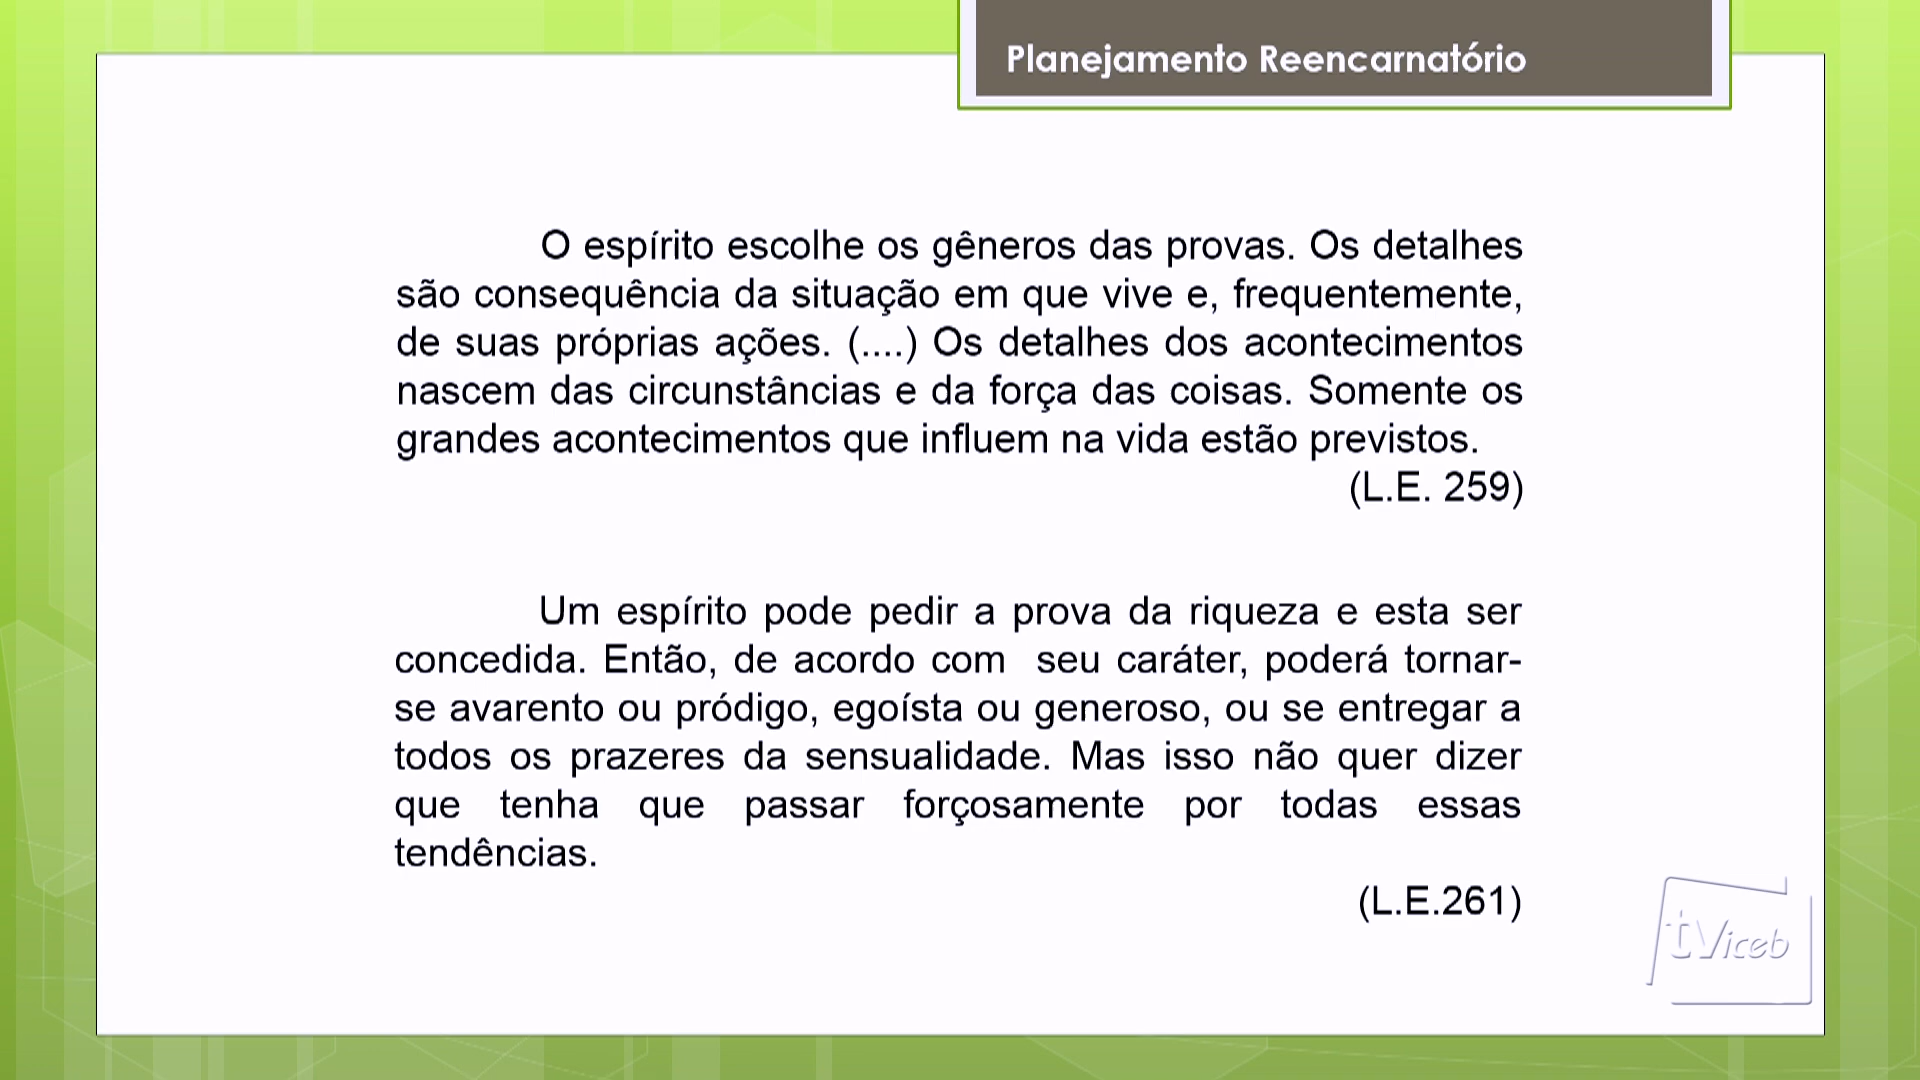 Planejamento Reencarnatório
O espírito escolhe os gêneros das provas. Os detalhes
são consequência da situação em que vive e, frequentemente,
de suas próprias ações. (....) Os detalhes dos acontecimentos
nascem das circunstâncias e da força das coisas. Somente os
grandes acontecimentos que influem na vida estão previstos.
(L.E. 259)
Um espírito pode pedir a prova da riqueza e esta ser
concedida. Então, de acordo com  seu caráter, poderá tornar-
se avarento ou pródigo, egoísta ou generoso, ou se entregar a
todos os prazeres da sensualidade. Mas isso não quer dizer
que tenha que passar forçosamente por todas essas
tendências.
(L.E.261)
tviceb